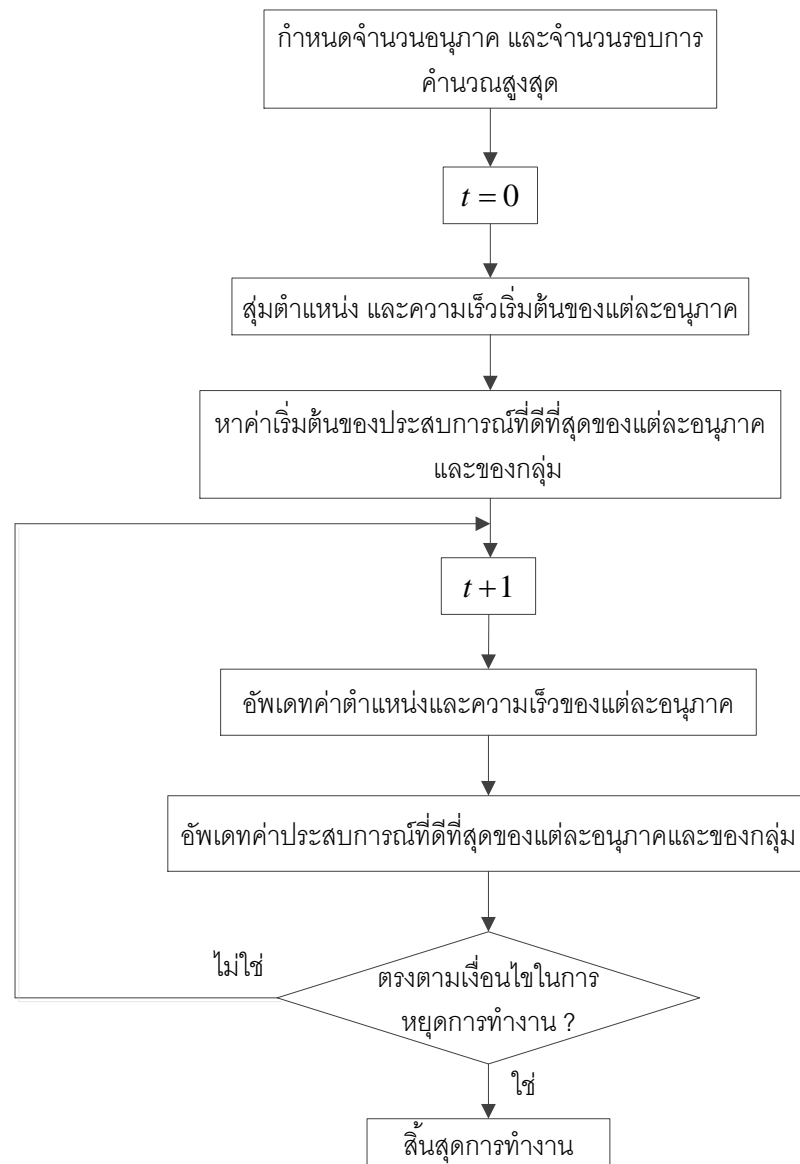 กำหนดจำนวนอนุภาค และจำนวนรอบการ
คำนวณสูงสุด
t = 0
สุ่มตำแหน่ง และความเร็วเริ่มต้นของแต่ละอนุภาค
หาค่าเริ่มต้นของประสบการณ์ที่ดีที่สุดของแต่ละอนุภาค
และของกลุ่ม
t + 1
อัพเดทค่าตำแหน่งและความเร็วของแต่ละอนุภาค
อัพเดทค่าประสบการณ์ที่ดีที่สุดของแต่ละอนุภาคและของกลุ่ม
ไม่ใช่
ตรงตามเงื่อนไขในการ
หยุดการทำงาน ?
ใช่
สิ้นสุดการทำงาน